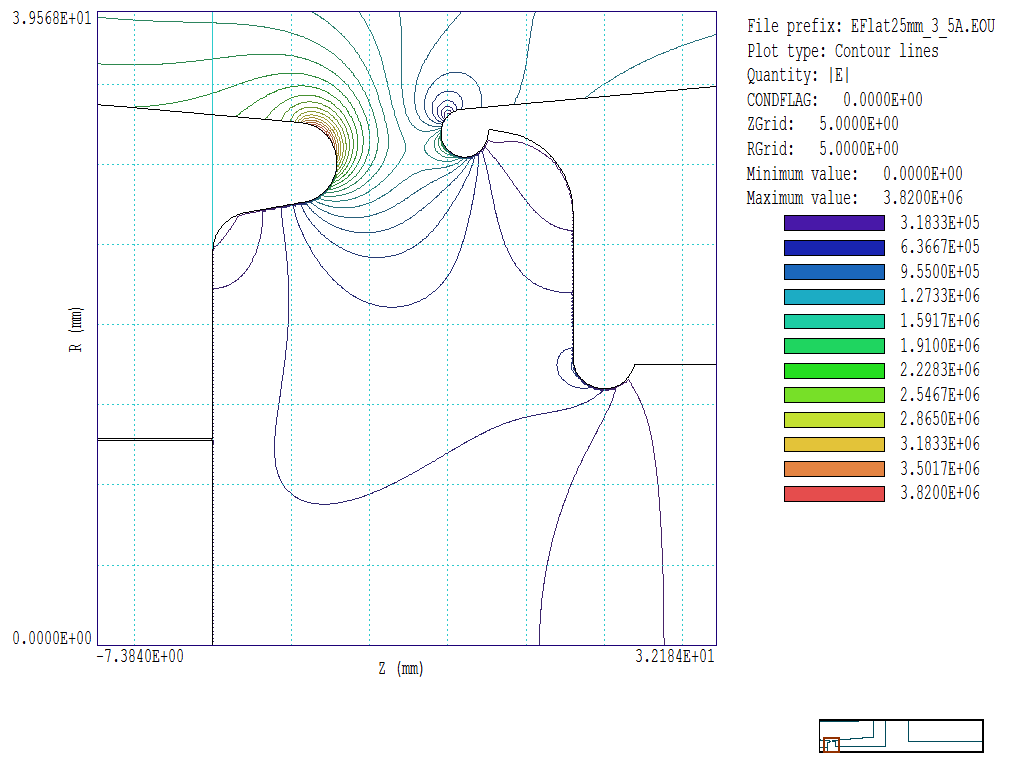 3.9568E+01
R (mm)
0.0000E+00
-7.3840E+00
Z (mm)
3.2184E+01
File prefix: EFlat25mm_3_5A.EOU
Plot type: Contour lines
Quantity: |E|
CONDFLAG: 0.0000E+00
ZGrid: 5.0000E+00
RGrid: 5.0000E+00
Minimum value: 0.0000E+00
Maximum value: 3.8200E+06
3.1833E+05
6.3667E+05
9.5500E+05
1.2733E+06
1.5917E+06
1.9100E+06
2.2283E+06
2.5467E+06
2.8650E+06
3.1833E+06
3.5017E+06
3.8200E+06